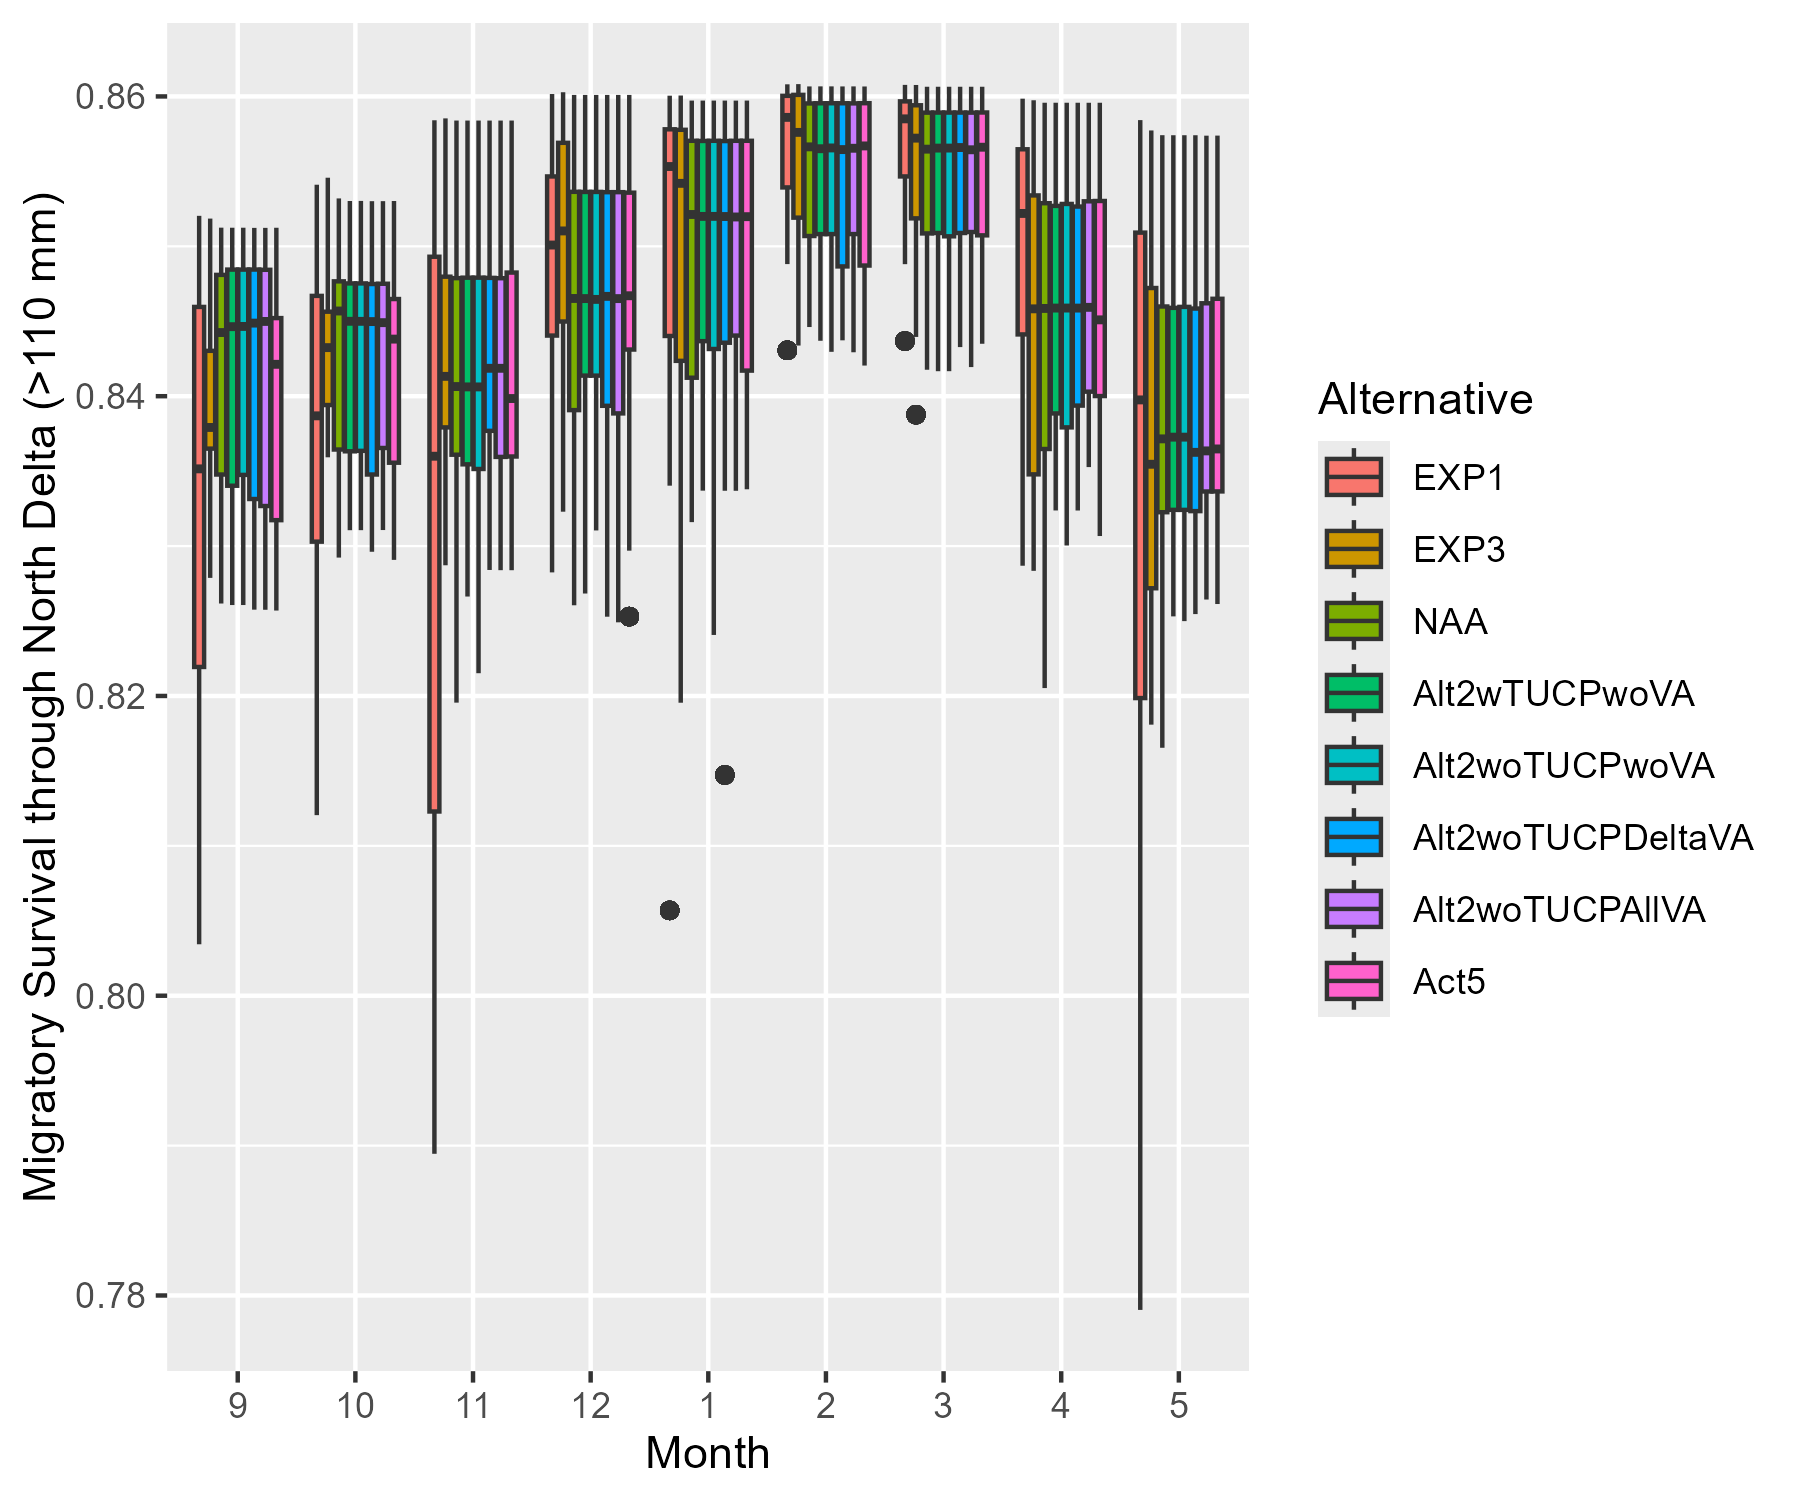 Migratory Survival through North Delta (>110 mm)
0.86
0.84
0.82
0.80
0.78
9 10 11 12 1 2 3 4 5
Month
Alternative
EXP1
EXP3
NAA
Alt2wTUCPwoVA
Alt2woTUCPwoVA
Alt2woTUCPDeltaVA
Alt2woTUCPAllVA
Act5